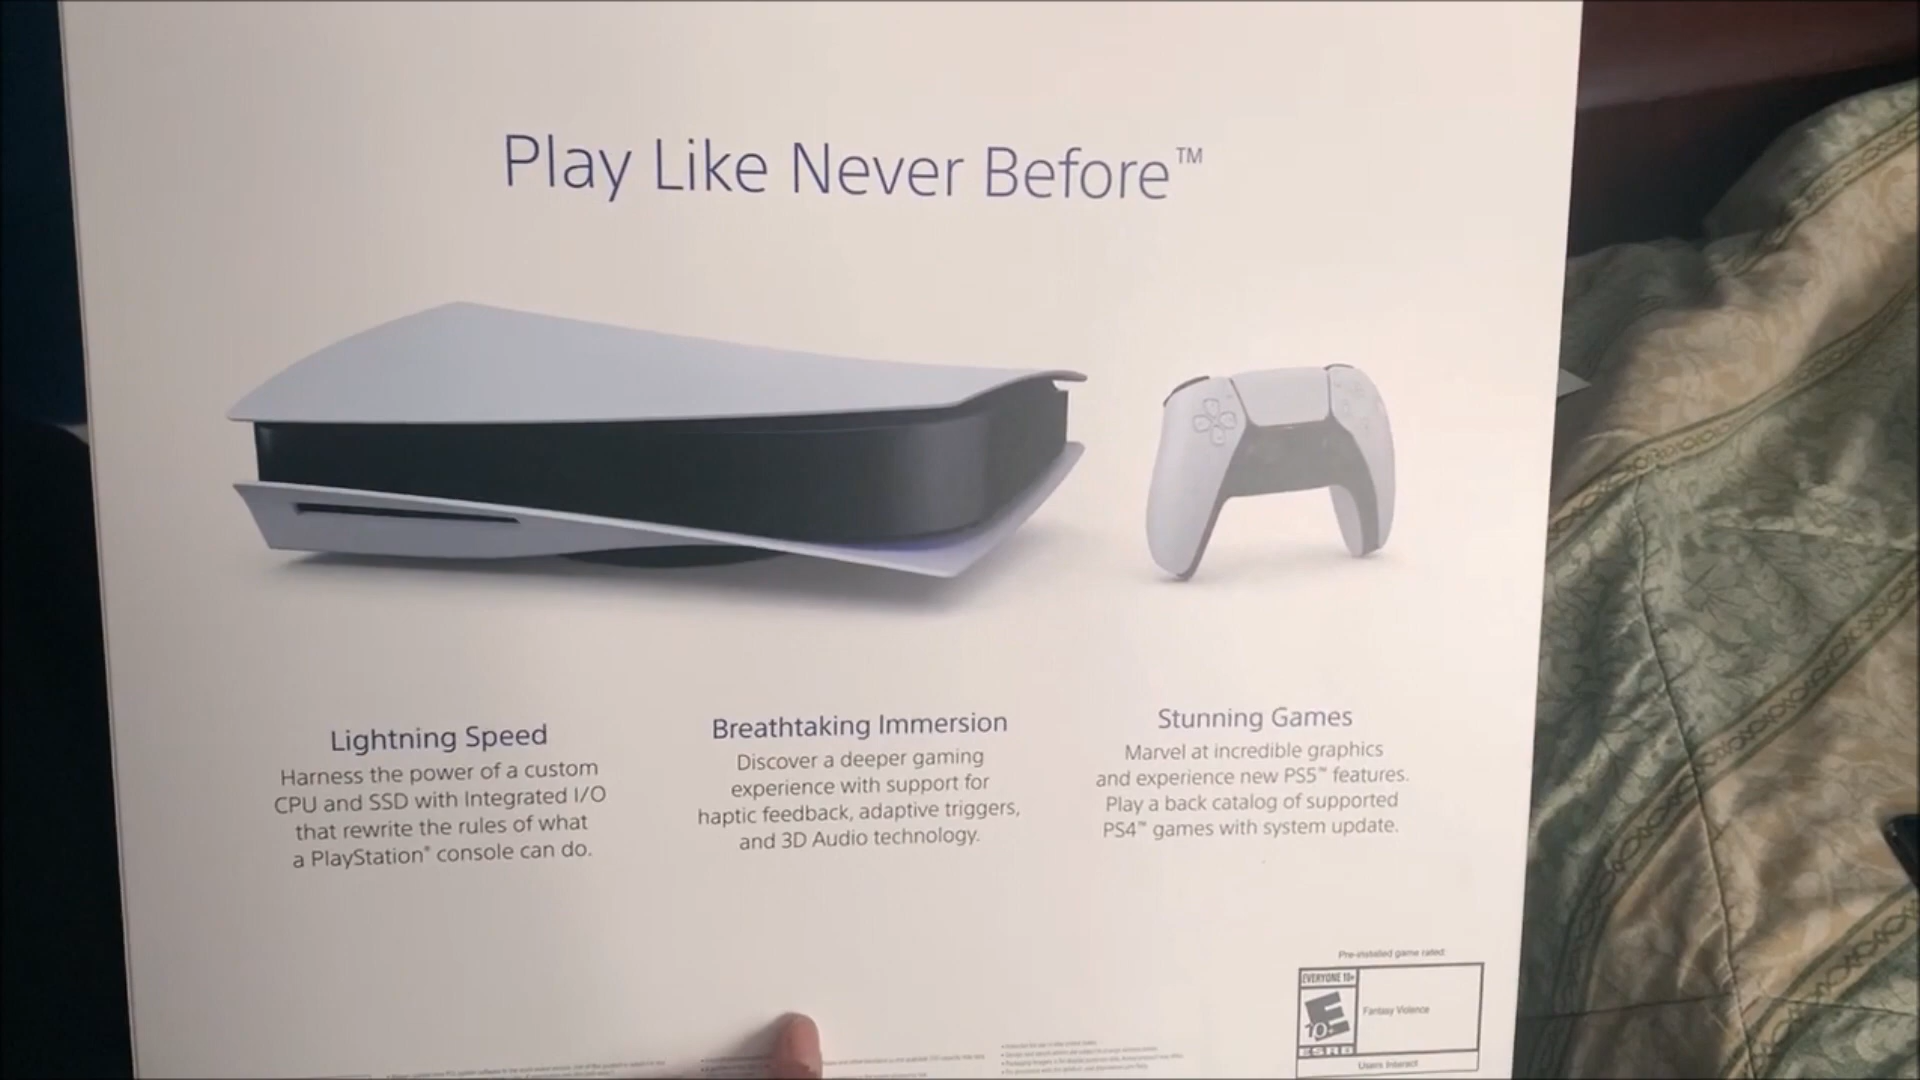 Play Like Never Before™
Lightning Speed
Harness the power of a custom
CPU and SSD with Integrated I/O
that rewrite the rules of what
a PlayStation® console can do.
Breathtaking Immersion
Discover a deeper gaming
experience with support for
haptic feedback, adaptive triggers,
and 3D Audio technology.
Stunning Games
Marvel at incredible graphics
and experience new PS5™ features.
Play a back catalog of supported
PS4™ games with system update.
Pre-installed game rated:
EVERYONE 10+
E
10+
Fantasy Violence
ESRB
Users Interact